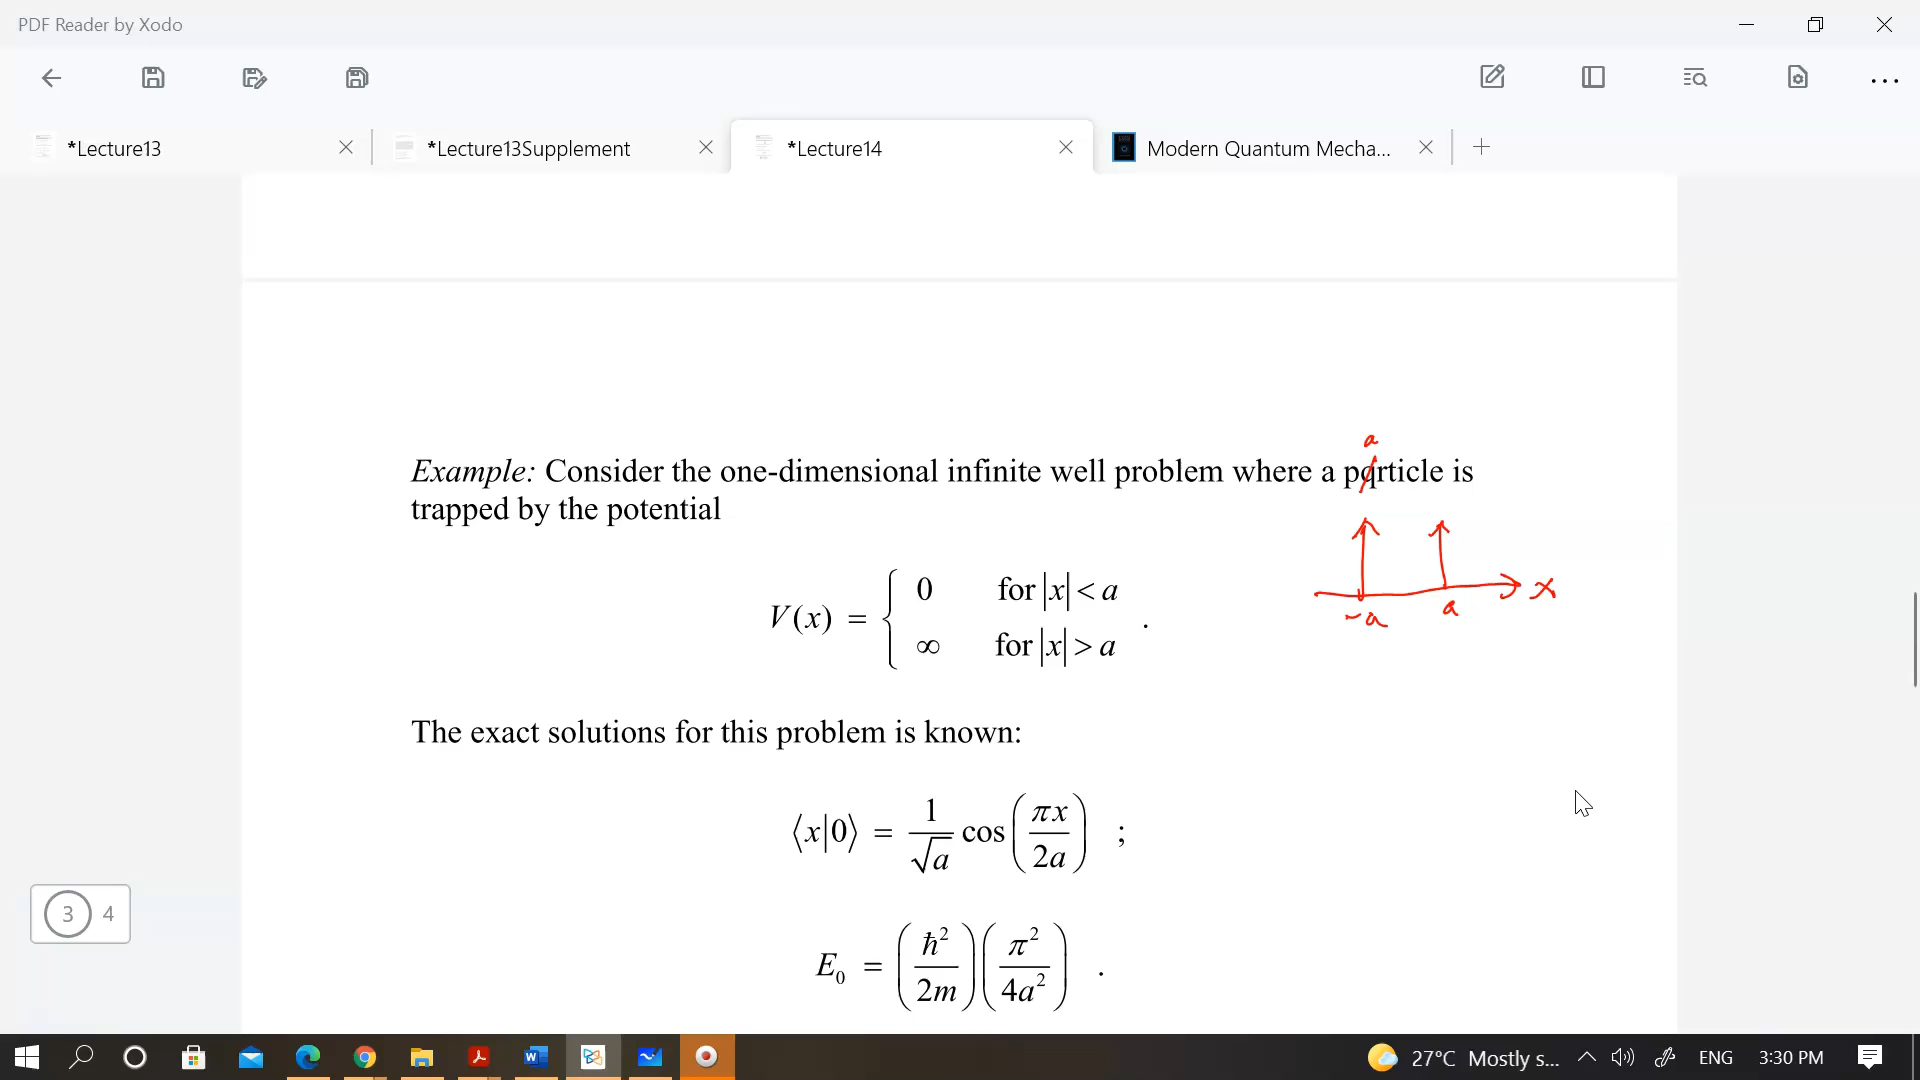 PDF Reader by Xodo
*Lecture13
*Lecture13Supplement
*Lecture14
Modern Quantum Mecha...
a
Example: Consider the one-dimensional infinite well problem where a pqrticle is
trapped by the potential
V(x) = { 0 for |x| < a
∞ for |x| > a .
-a a x
The exact solutions for this problem is known:
⟨x|0⟩ = 1/√a cos(πx/2a) ;
E₀ = (ħ²/2m)(π²/4a²) .
3 4
27°C Mostly s... ENG 3:30 PM